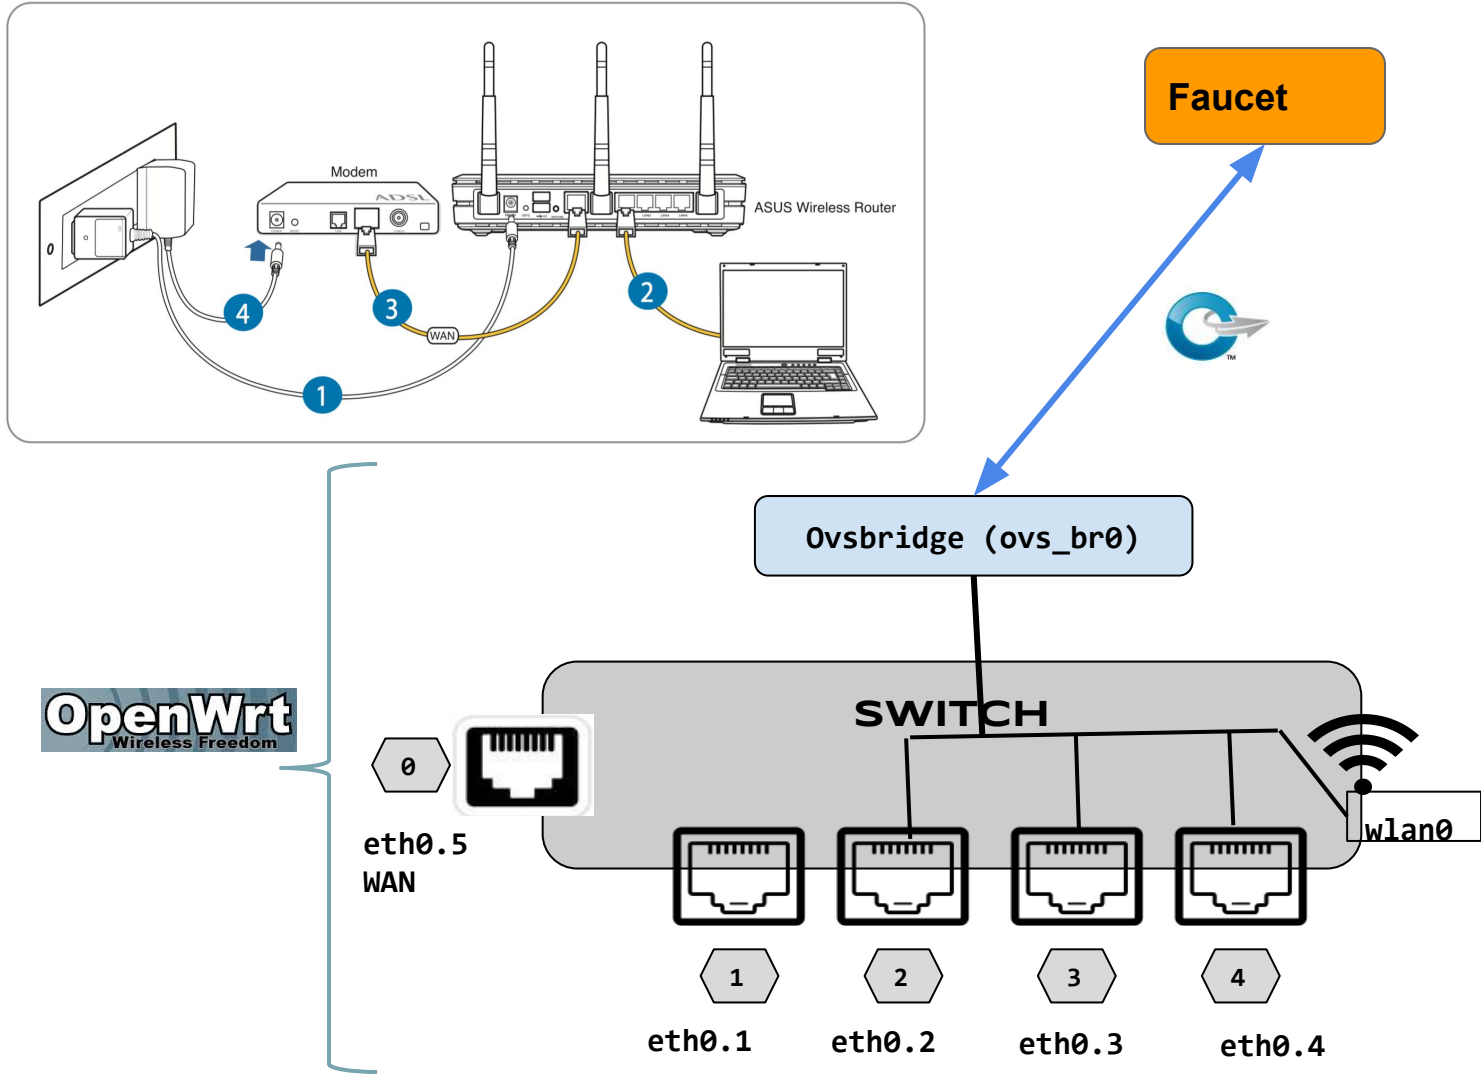 Modem
ADSL
ASUS Wireless Router
4
3
2
WAN
1
Faucet
TM
Ovsbridge (ovs_br0)
OpenWrt
Wireless Freedom
SWITCH
0
eth0.5
WAN
wlan0
1
2
3
4
eth0.1
eth0.2
eth0.3
eth0.4